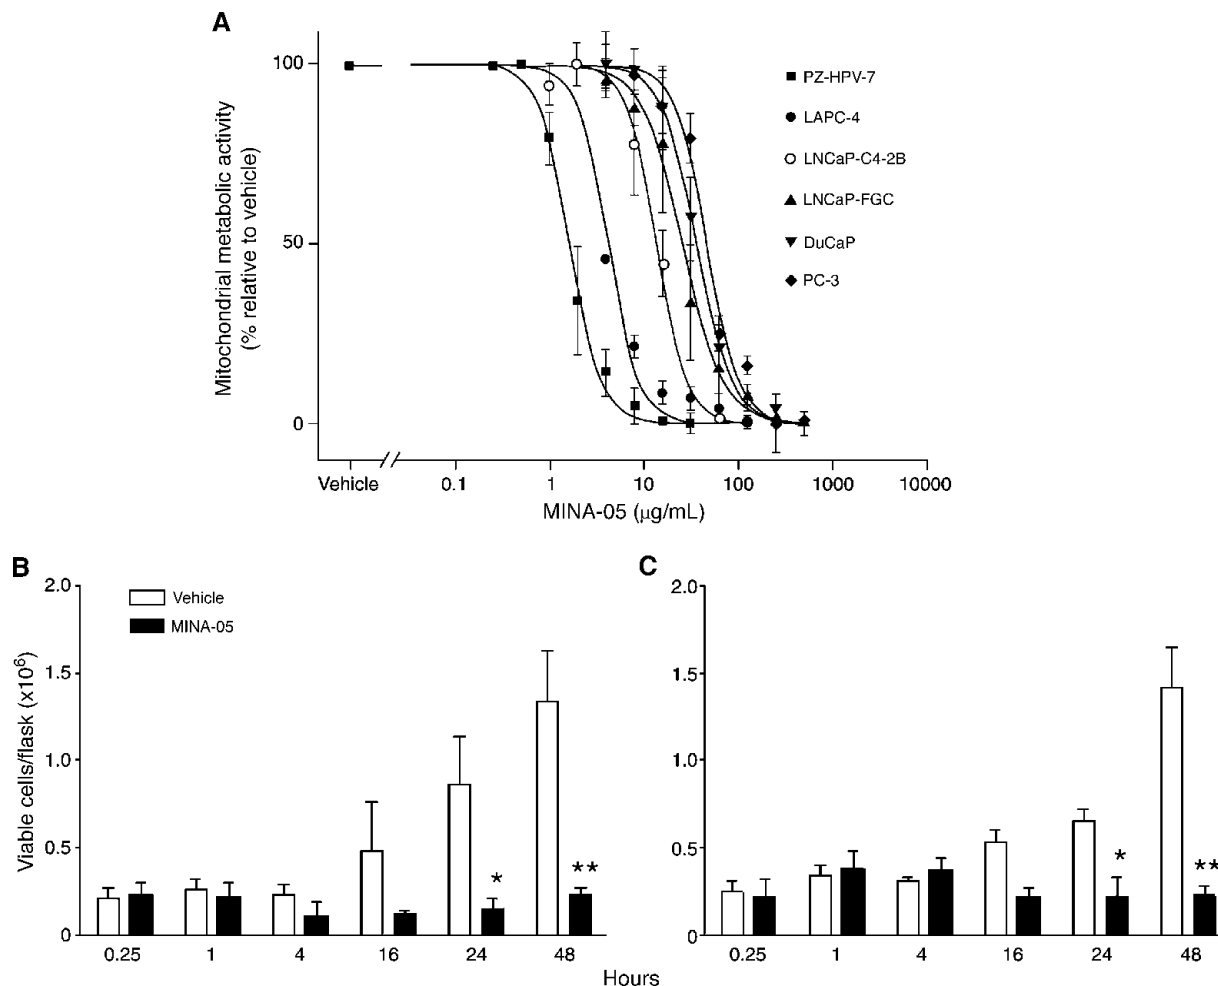 A
Mitochondrial metabolic activity
(% relative to vehicle)
100
50
0
PZ-HPV-7
LAPC-4
LNCaP-C4-2B
LNCaP-FGC
DuCaP
PC-3
Vehicle 0.1 1 10 100 1000 10000
MINA-05 (µg/mL)
B
Viable cells/flask (x10⁶)
2.0
1.5
1.0
0.5
0
Vehicle
MINA-05
*
**
0.25 1 4 16 24 48
C
2.0
1.5
1.0
0.5
0
*
**
0.25 1 4 16 24 48
Hours